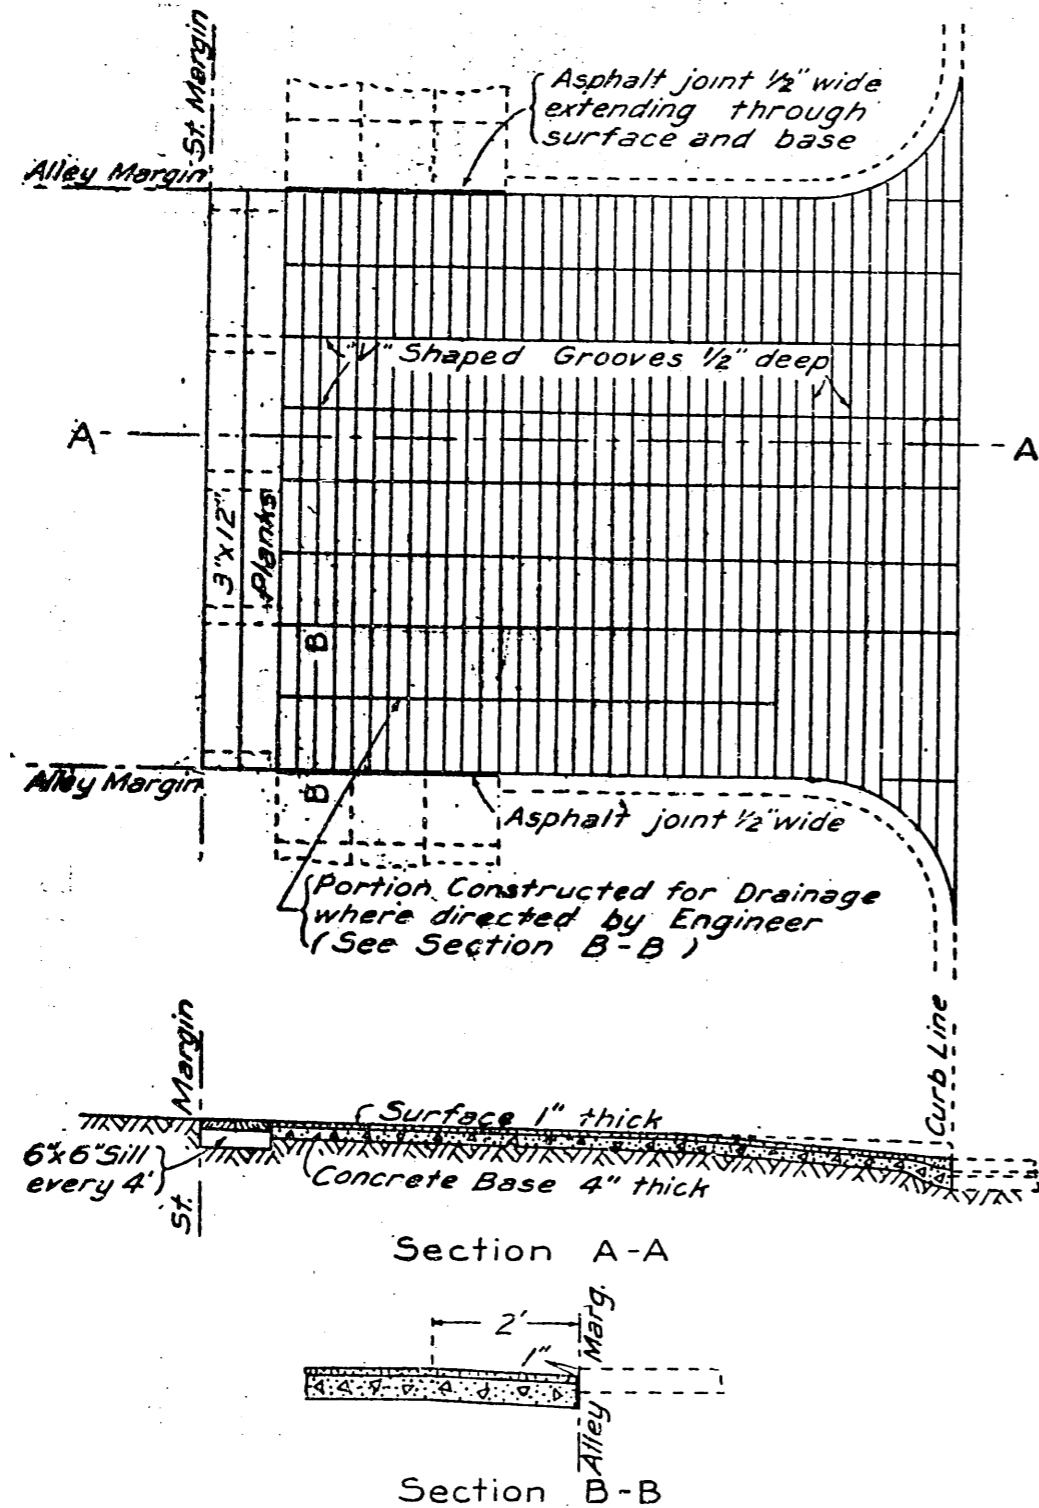 St. Margin
Asphalt joint 1/2" wide
extending through
surface and base
Alley Margin
"V" Shaped Grooves 1/2" deep
A
A
3"x12"
Planks
B
B
Alley Margin
Asphalt joint 1/2" wide
Portion Constructed for Drainage
where directed by Engineer
(See Section B-B)
Curb Line
St. Margin
Surface 1" thick
6"x6" Sill
every 4'
Concrete Base 4" thick
Section A-A
2'
1"
Alley Marg.
Section B-B